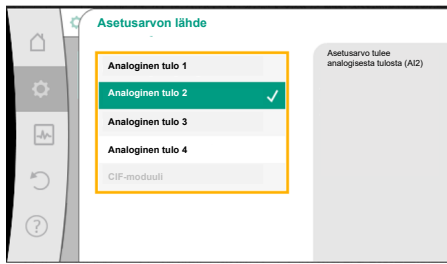 Asetusarvon lähde
Analoginen tulo 1
Analoginen tulo 2
Analoginen tulo 3
Analoginen tulo 4
CIF-moduuli
Asetusarvo tulee
analogisesta tulosta (AI2)